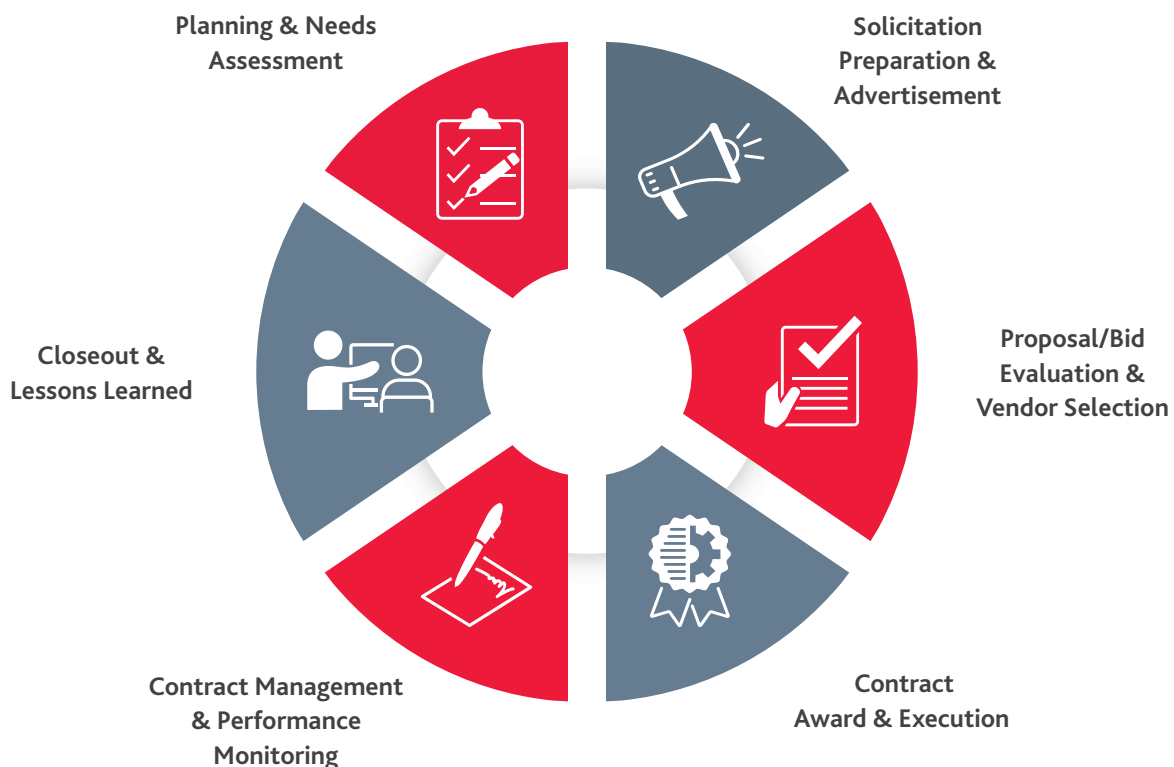 Planning & Needs
Assessment
Solicitation
Preparation &
Advertisement
Proposal/Bid
Evaluation &
Vendor Selection
Contract
Award & Execution
Contract Management
& Performance
Monitoring
Closeout &
Lessons Learned